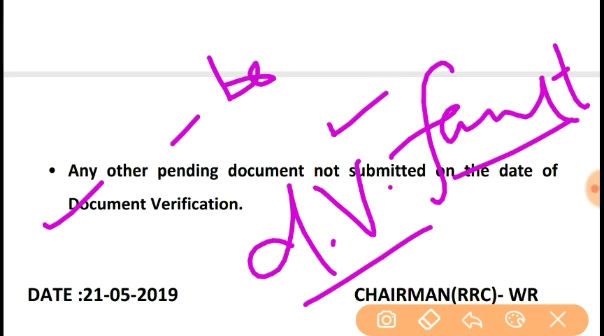 • Any other pending document not submitted on the date of
Document Verification.
d.V.
DATE :21-05-2019
CHAIRMAN(RRC)- WR